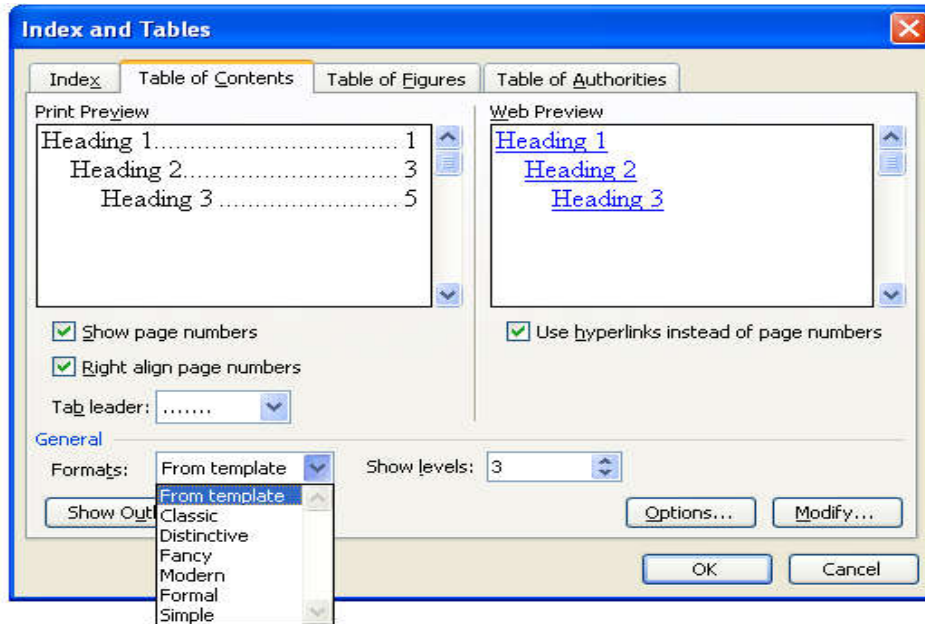 Index and Tables
Index Table of Contents Table of Figures Table of Authorities
Print Preview
Heading 1.............................. 1
Heading 2........................... 3
Heading 3 ...................... 5
Web Preview
Heading 1
Heading 2
Heading 3
Show page numbers
Right align page numbers
Tab leader: .......
Use hyperlinks instead of page numbers
General
Formats: From template Show levels: 3
From template
Classic
Distinctive
Fancy
Modern
Formal
Simple
Show Outl
Options... Modify...
OK Cancel